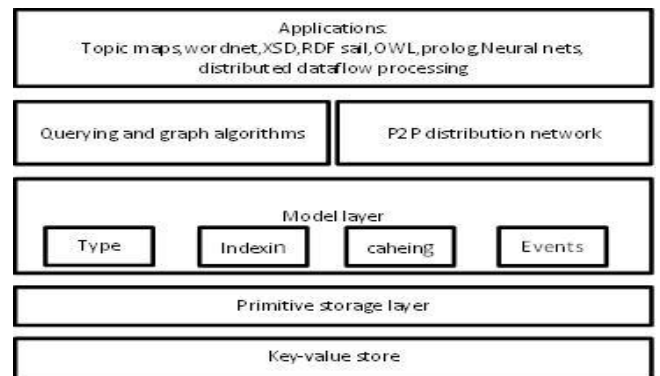 Applications:
Topic maps,wordnet,XSD,RDF sail,OWL,prolog,Neural nets,
distributed dataflow processing
Querying and graph algorithms
P2P distribution network
Model layer
Type
Indexin
caheing
Events
Primitive storage layer
Key-value store